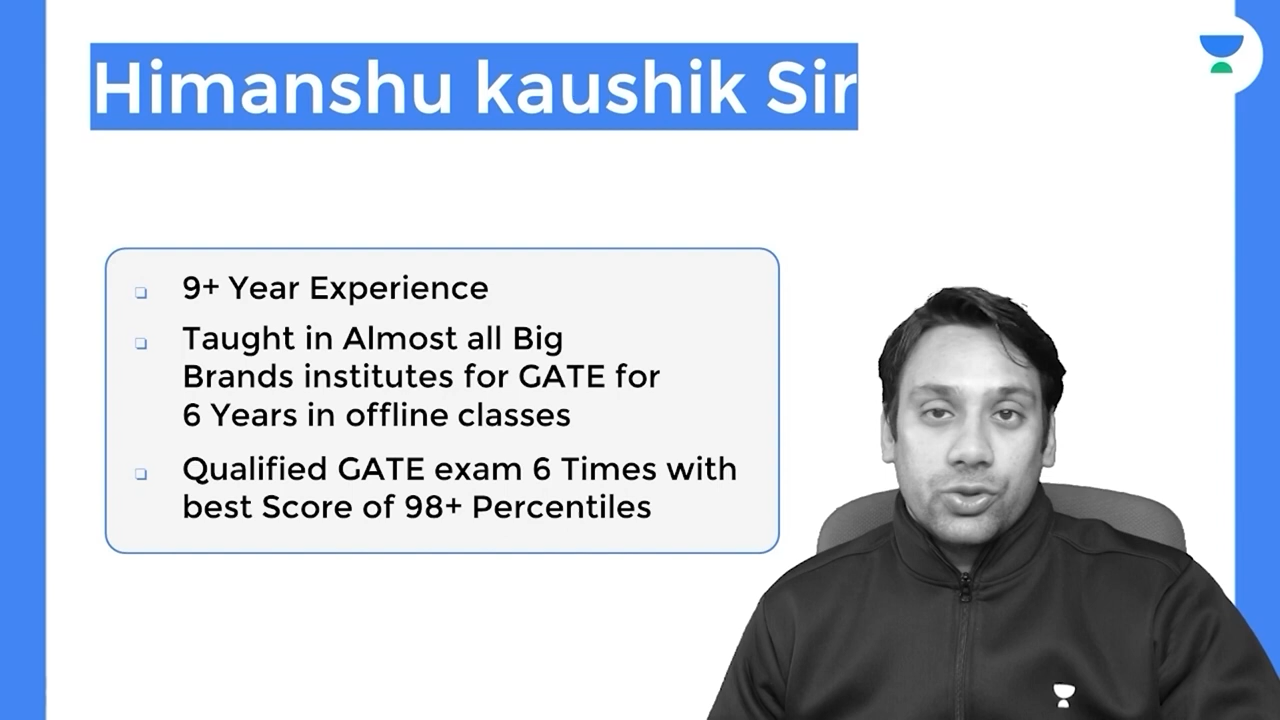 Himanshu kaushik Sir
9+ Year Experience
Taught in Almost all Big
Brands institutes for GATE for
6 Years in offline classes
Qualified GATE exam 6 Times with
best Score of 98+ Percentiles